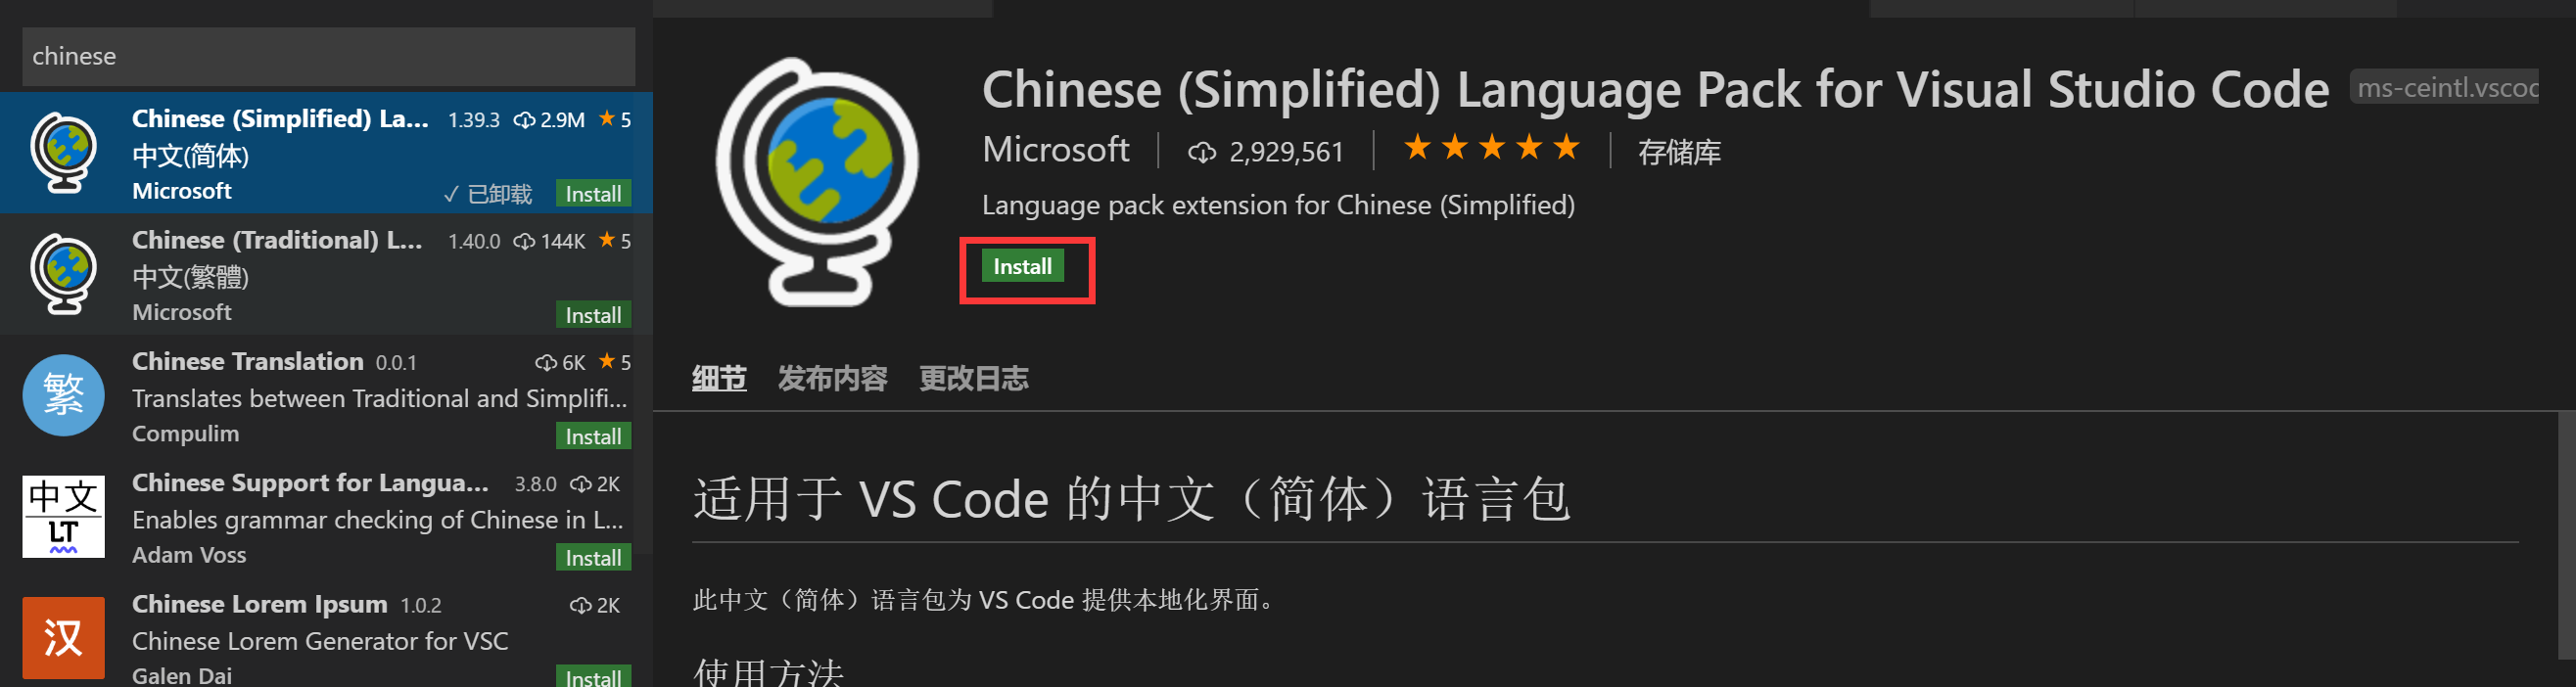 chinese
Chinese (Simplified) La... 1.39.3 2.9M ★ 5
中文(简体)
Microsoft ✓ 已卸载 Install
Chinese (Traditional) L... 1.40.0 144K ★ 5
中文(繁體)
Microsoft Install
繁
Chinese Translation 0.0.1 6K ★ 5
Translates between Traditional and Simplifi...
Compulim Install
中文
LT
Chinese Support for Langua... 3.8.0 2K
Enables grammar checking of Chinese in L...
Adam Voss Install
汉
Chinese Lorem Ipsum 1.0.2 2K
Chinese Lorem Generator for VSC
Galen Dai Install
Chinese (Simplified) Language Pack for Visual Studio Code ms-ceintl.vscod
Microsoft | 2,929,561 | ★★★★★ | 存储库
Language pack extension for Chinese (Simplified)
Install
细节 发布内容 更改日志
适用于 VS Code 的中文（简体）语言包
此中文（简体）语言包为 VS Code 提供本地化界面。
使用方法